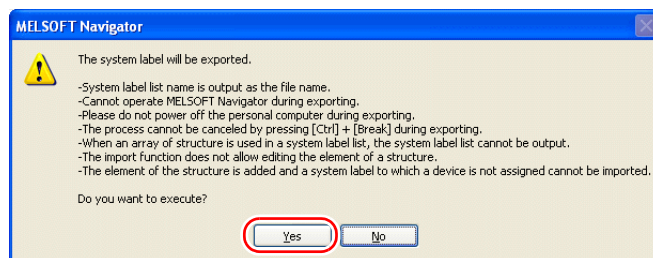 MELSOFT Navigator
The system label will be exported.
-System label list name is output as the file name.
-Cannot operate MELSOFT Navigator during exporting.
-Please do not power off the personal computer during exporting.
-The process cannot be canceled by pressing [Ctrl] + [Break] during exporting.
-When an array of structure is used in a system label list, the system label list cannot be output.
-The import function does not allow editing the element of a structure.
-The element of the structure is added and a system label to which a device is not assigned cannot be imported.
Do you want to execute?
Yes No